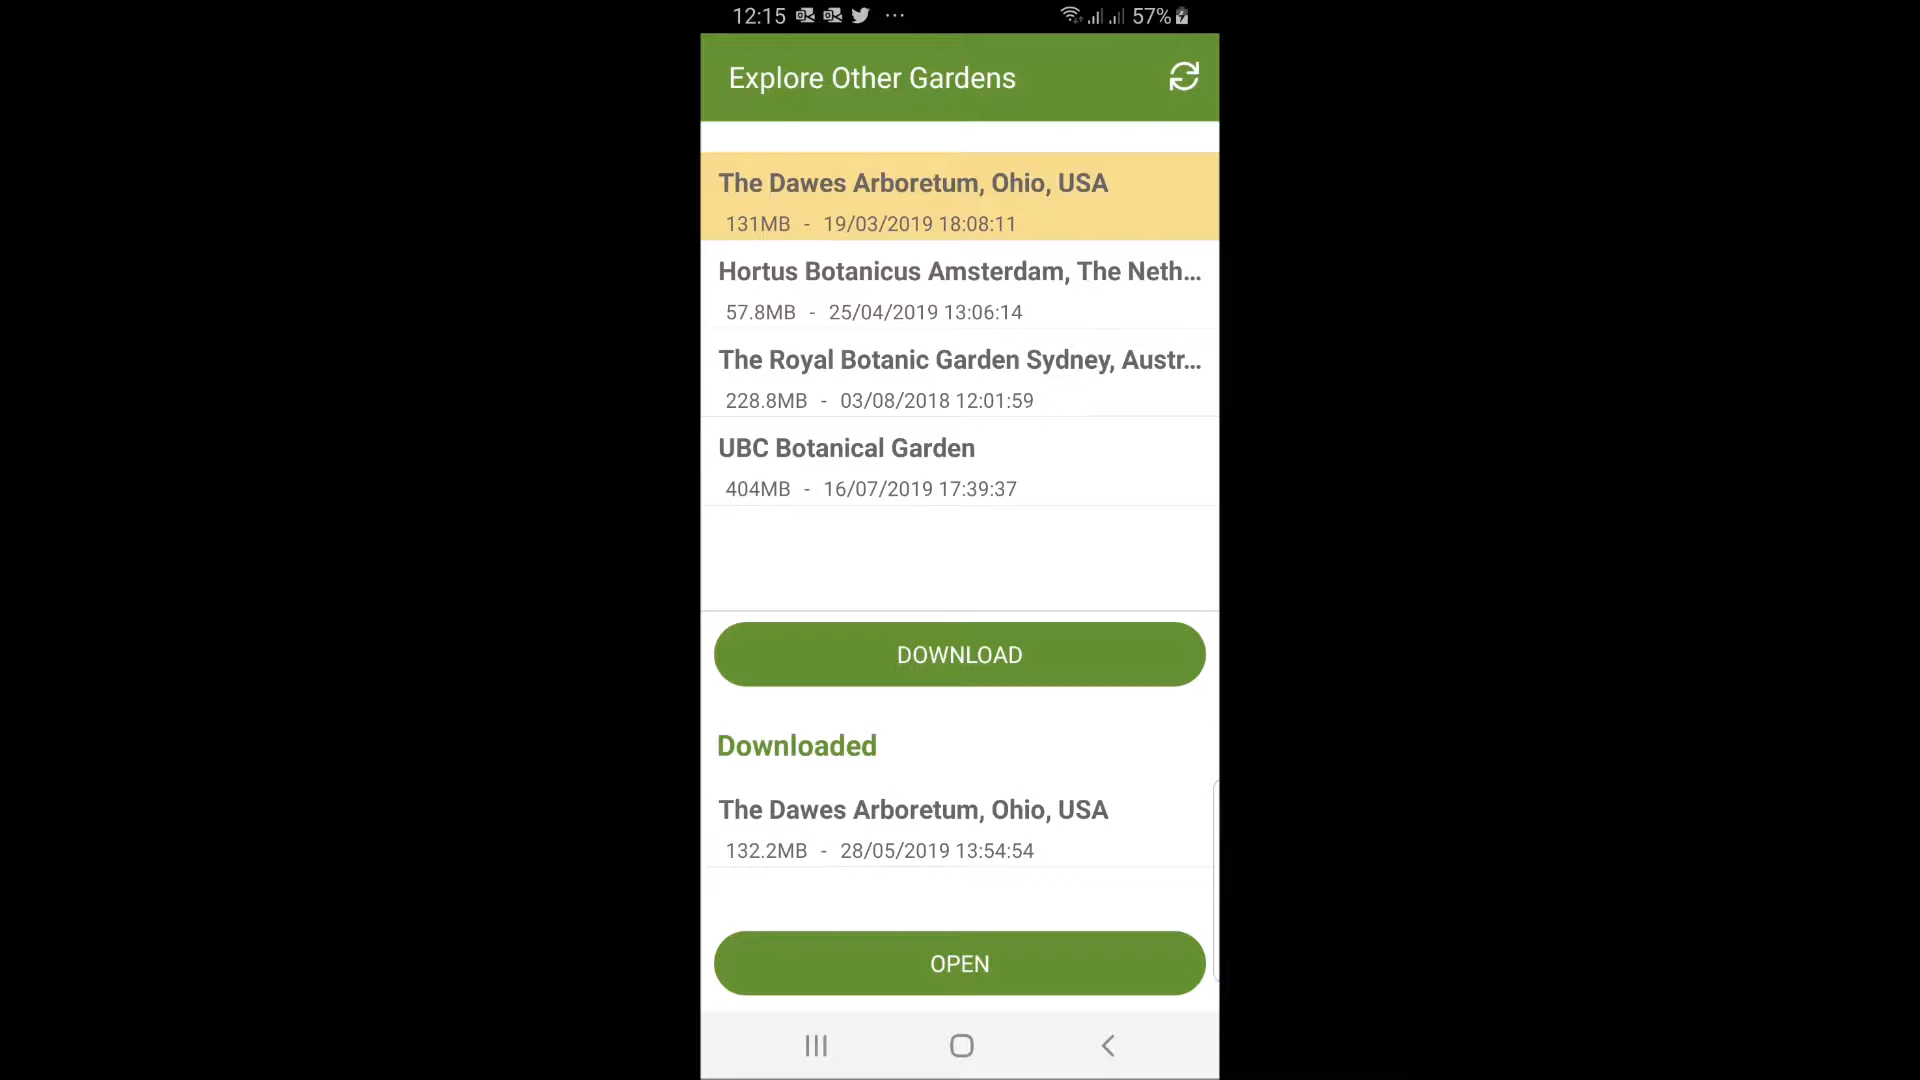 12:15 ... 57%
Explore Other Gardens
The Dawes Arboretum, Ohio, USA
131MB - 19/03/2019 18:08:11
Hortus Botanicus Amsterdam, The Neth...
57.8MB - 25/04/2019 13:06:14
The Royal Botanic Garden Sydney, Austr...
228.8MB - 03/08/2018 12:01:59
UBC Botanical Garden
404MB - 16/07/2019 17:39:37
DOWNLOAD
Downloaded
The Dawes Arboretum, Ohio, USA
132.2MB - 28/05/2019 13:54:54
OPEN